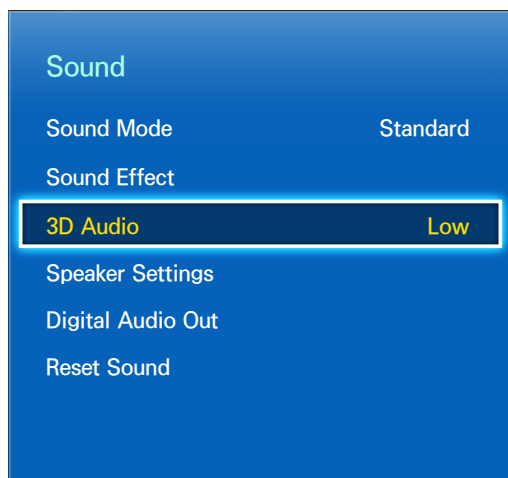 Sound
Sound Mode Standard
Sound Effect
3D Audio Low
Speaker Settings
Digital Audio Out
Reset Sound